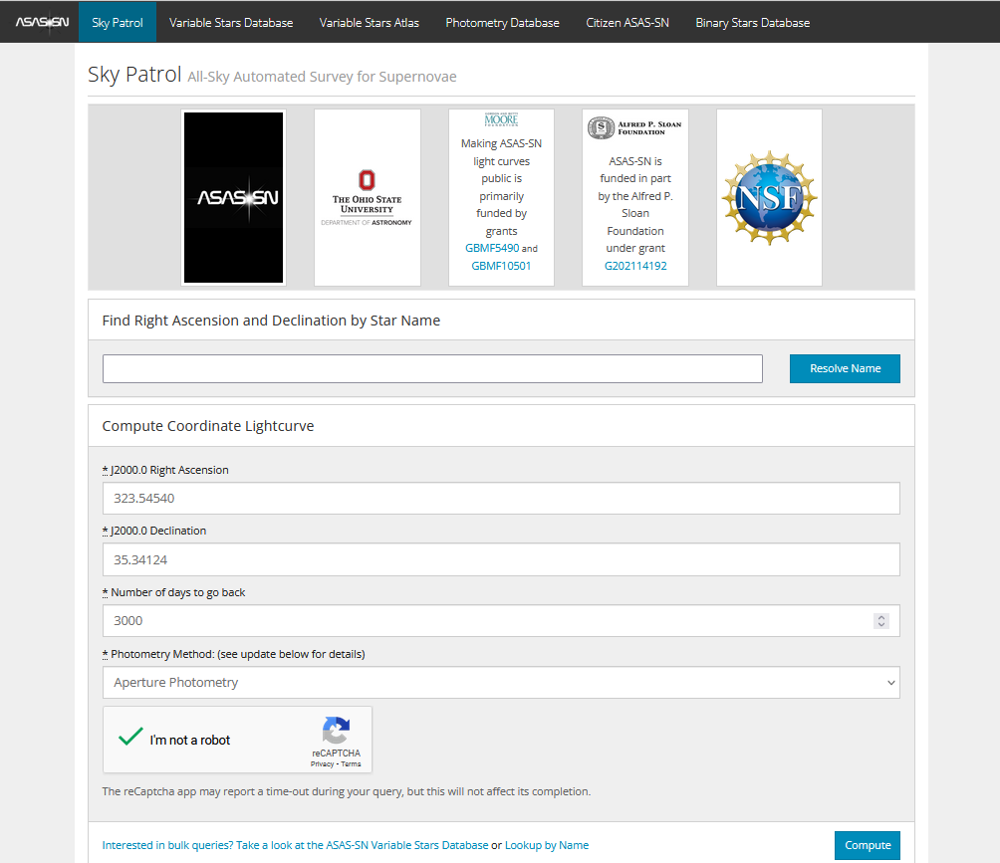 ASAS-SN Sky Patrol Variable Stars Database Variable Stars Atlas Photometry Database Citizen ASAS-SN Binary Stars Database
Sky Patrol All-Sky Automated Survey for Supernovae
ASAS-SN
THE OHIO STATE
UNIVERSITY
DEPARTMENT OF ASTRONOMY
MOORE
FOUNDATION
Making ASAS-SN
light curves
public is
primarily
funded by
grants
GBMF5490 and
GBMF10501
ALFRED P. SLOAN
FOUNDATION
ASAS-SN is
funded in part
by the Alfred P.
Sloan
Foundation
under grant
G202114192
NSF
Find Right Ascension and Declination by Star Name
Resolve Name
Compute Coordinate Lightcurve
* J2000.0 Right Ascension
323.54540
* J2000.0 Declination
35.34124
* Number of days to go back
3000
* Photometry Method: (see update below for details)
Aperture Photometry
I'm not a robot
reCAPTCHA
Privacy - Terms
The reCaptcha app may report a time-out during your query, but this will not affect its completion.
Interested in bulk queries? Take a look at the ASAS-SN Variable Stars Database or Lookup by Name
Compute